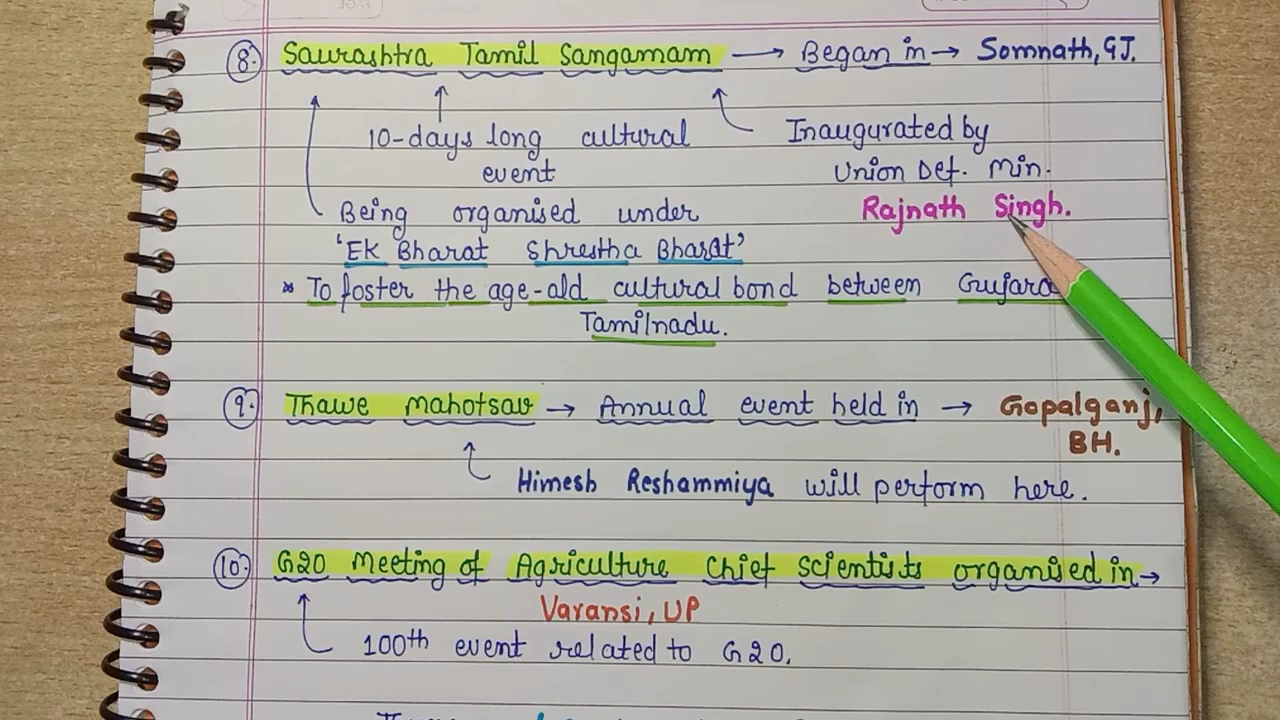 8. Saurashtra Tamil Sangamam → Began in → Somnath, GJ.
10-days long cultural event
Inaugurated by Union Def. Min. Rajnath Singh.
Being organised under 'EK Bharat Shrestha Bharat'
* To foster the age-old cultural bond between
Tamilnadu.
9. Thawe Mahotsav → Annual event held in → Gopalganj,
BH.
Himesh Reshammiya will perform here.
10. G20 Meeting of Agriculture Chief Scientists organised in →
Varansi, UP
100th event related to G20.